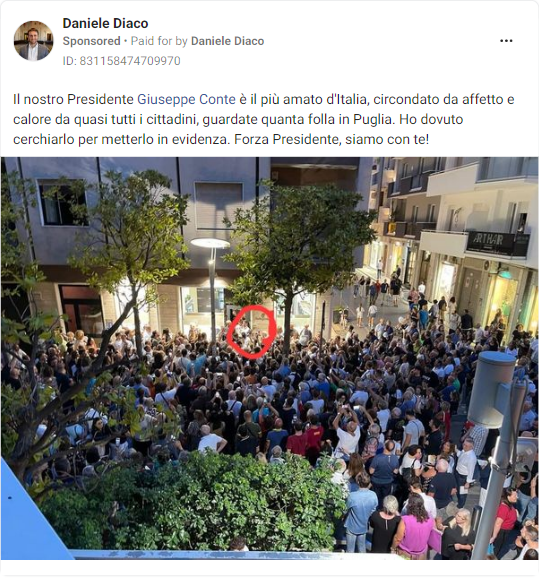 Daniele Diaco
Sponsored • Paid for by Daniele Diaco
ID: 831158474709970
Il nostro Presidente Giuseppe Conte è il più amato d'Italia, circondato da affetto e
calore da quasi tutti i cittadini, guardate quanta folla in Puglia. Ho dovuto
cerchiarlo per metterlo in evidenza. Forza Presidente, siamo con te!